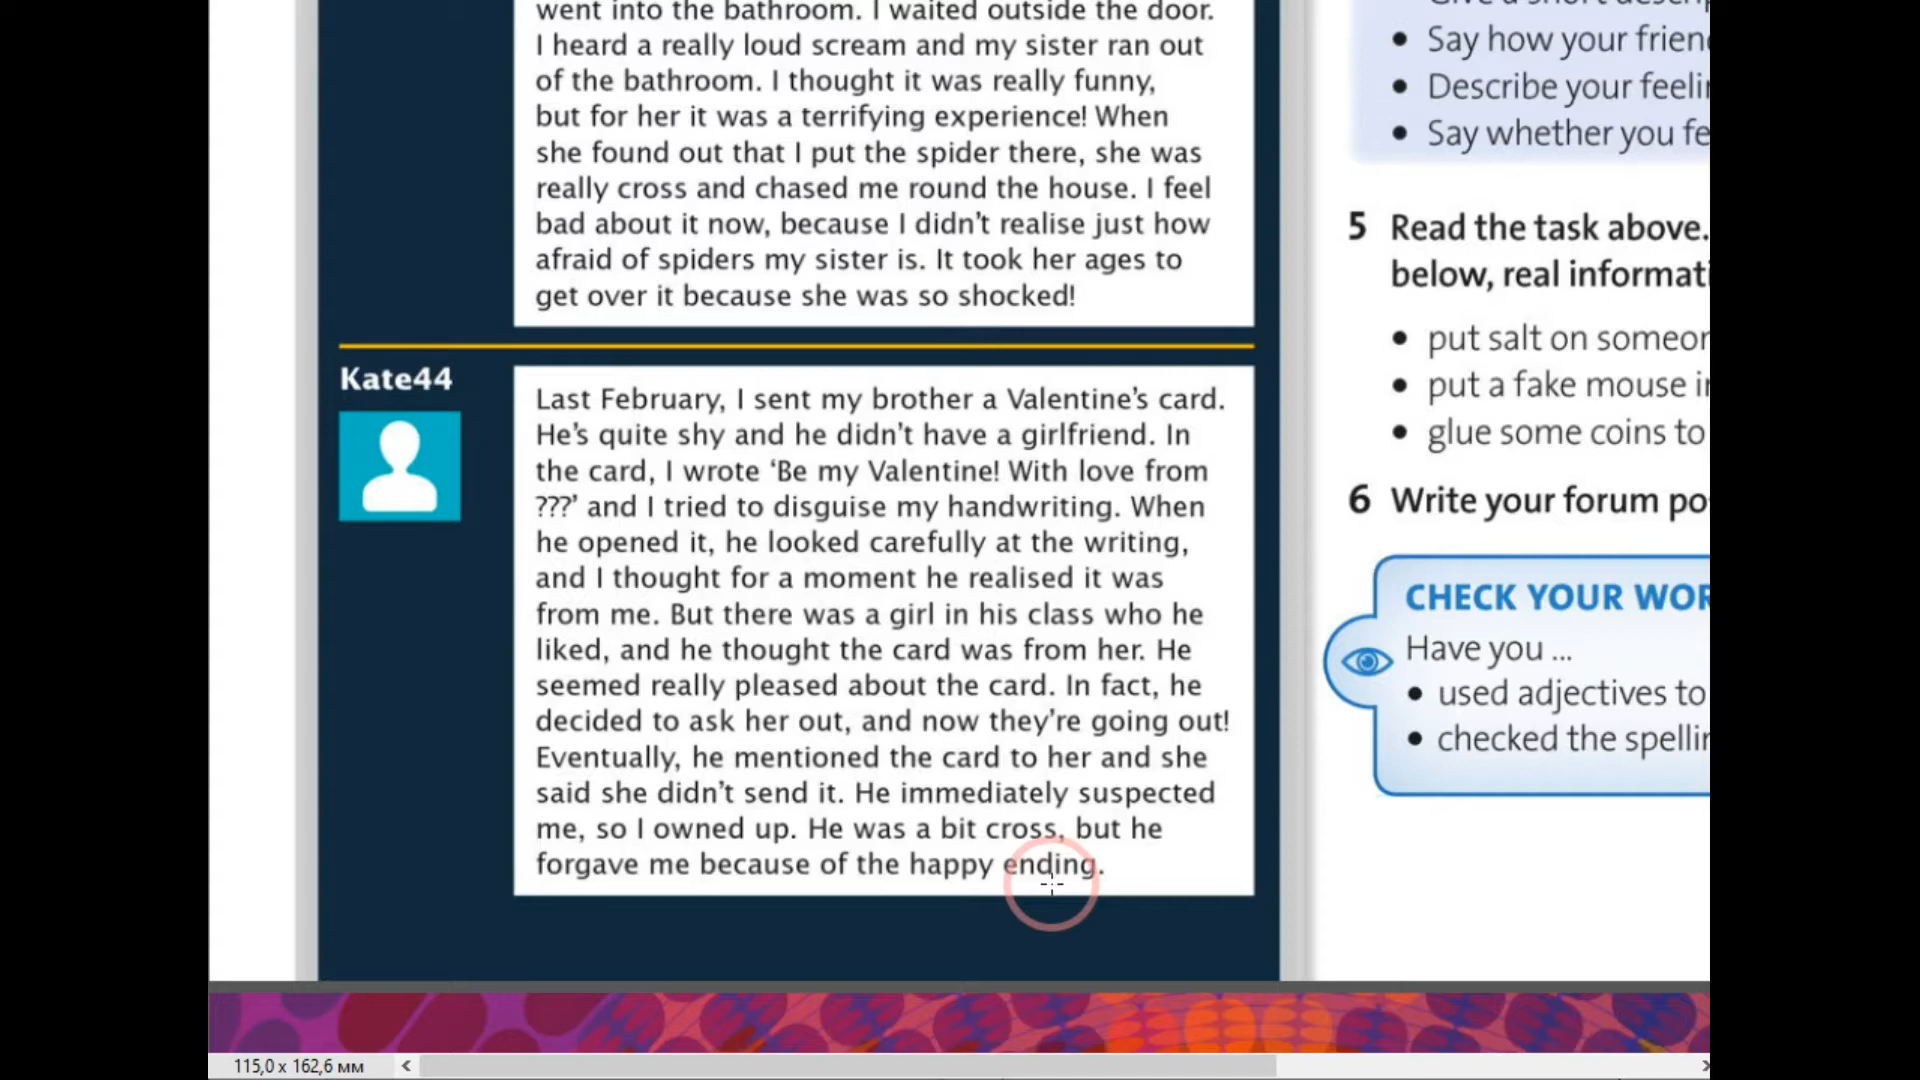 went into the bathroom. I waited outside the door.
I heard a really loud scream and my sister ran out
of the bathroom. I thought it was really funny,
but for her it was a terrifying experience! When
she found out that I put the spider there, she was
really cross and chased me round the house. I feel
bad about it now, because I didn't realise just how
afraid of spiders my sister is. It took her ages to
get over it because she was so shocked!
Kate44
Last February, I sent my brother a Valentine's card.
He's quite shy and he didn't have a girlfriend. In
the card, I wrote ‘Be my Valentine! With love from
???’ and I tried to disguise my handwriting. When
he opened it, he looked carefully at the writing,
and I thought for a moment he realised it was
from me. But there was a girl in his class who he
liked, and he thought the card was from her. He
seemed really pleased about the card. In fact, he
decided to ask her out, and now they're going out!
Eventually, he mentioned the card to her and she
said she didn't send it. He immediately suspected
me, so I owned up. He was a bit cross, but he
forgave me because of the happy ending.
• Say how your
• Describe your
• Say whether you
5 Read the task above.
below, real
• put salt on
• put a fake mouse
• glue some coins to
6 Write your forum
CHECK YOUR
Have you ...
• used adjectives to
• checked the
115,0 x 162,6 мм